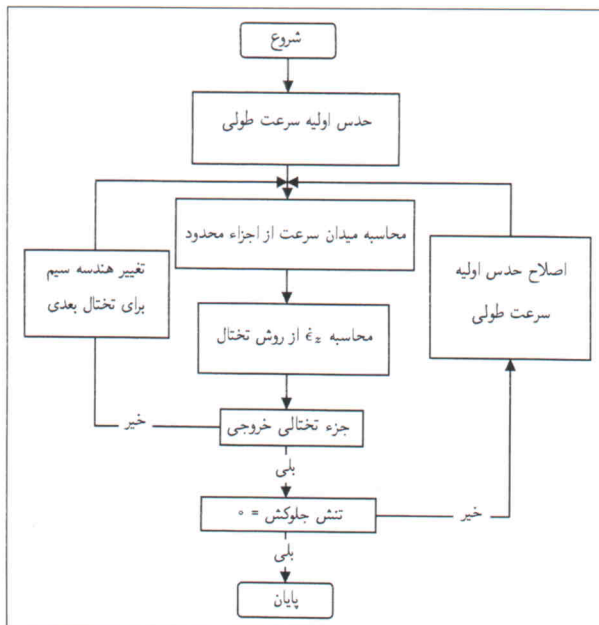 شروع
حدس اولیه سرعت طولی
محاسبه میدان سرعت از اجزاء محدود
تغییر هندسه سیم
برای تختال بعدی
اصلاح حدس اولیه
سرعت طولی
محاسبه ε̇z از روش تختال
جزء تختالی خروجی
خیر
بلی
تنش جلوکش = ۰
خیر
بلی
پایان